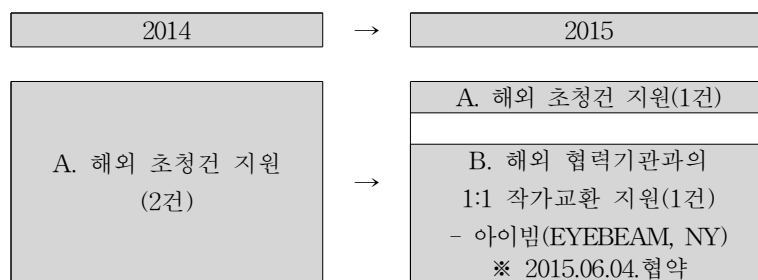 2014 → 2015
A. 해외 초청건 지원(1건)
A. 해외 초청건 지원
(2건)
→
B. 해외 협력기관과의
1:1 작가교환 지원(1건)
- 아이빔(EYEBEAM, NY)
※ 2015.06.04.협약